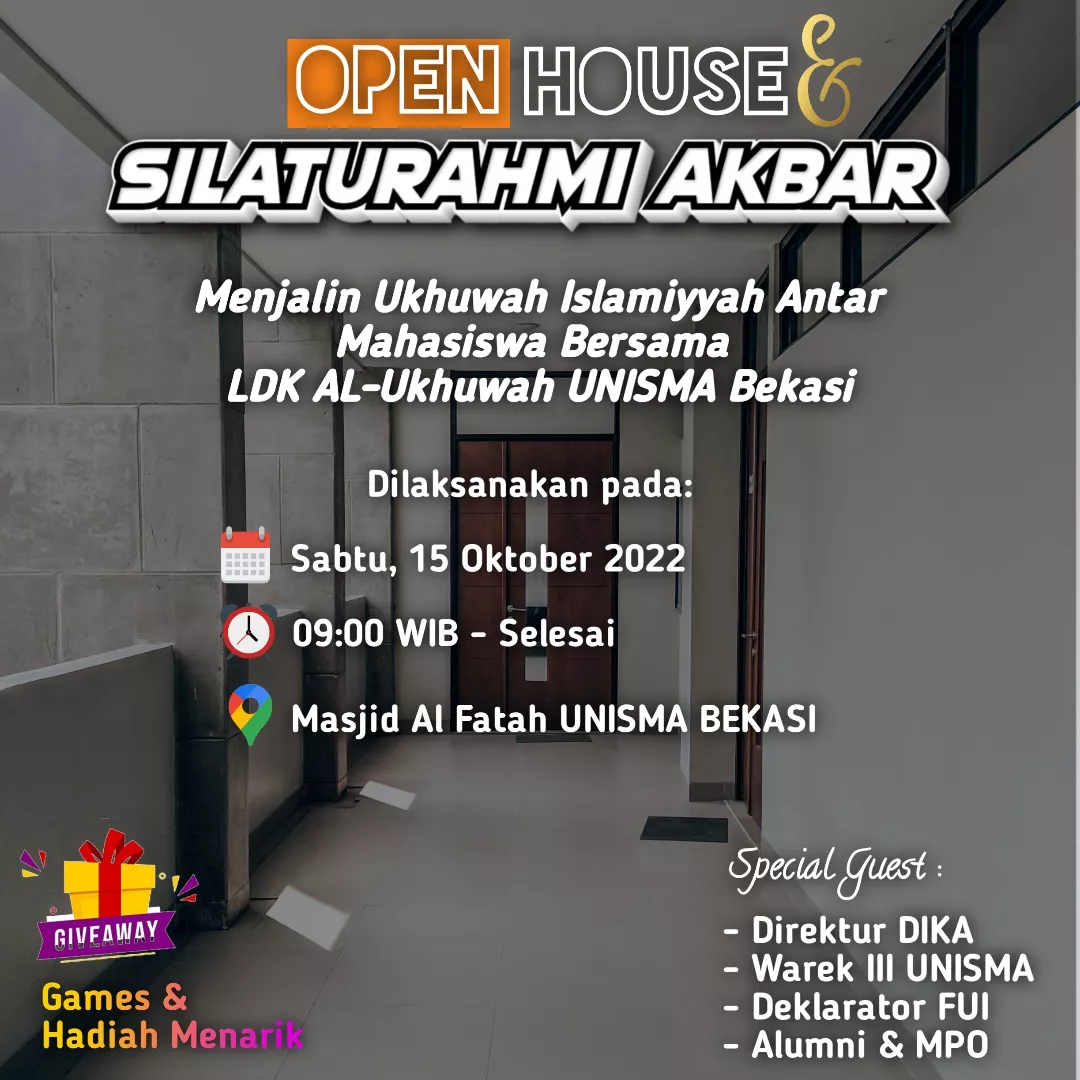 OPEN HOUSE &
SILATURAHMI AKBAR
Menjalin Ukhuwah Islamiyyah Antar
Mahasiswa Bersama
LDK AL-Ukhuwah UNISMA Bekasi
Dilaksanakan pada:
Sabtu, 15 Oktober 2022
09:00 WIB - Selesai
Masjid Al Fatah UNISMA BEKASI
GIVEAWAY
Games &
Hadiah Menarik
Special Guest :
- Direktur DIKA
- Warek III UNISMA
- Deklarator FUI
- Alumni & MPO